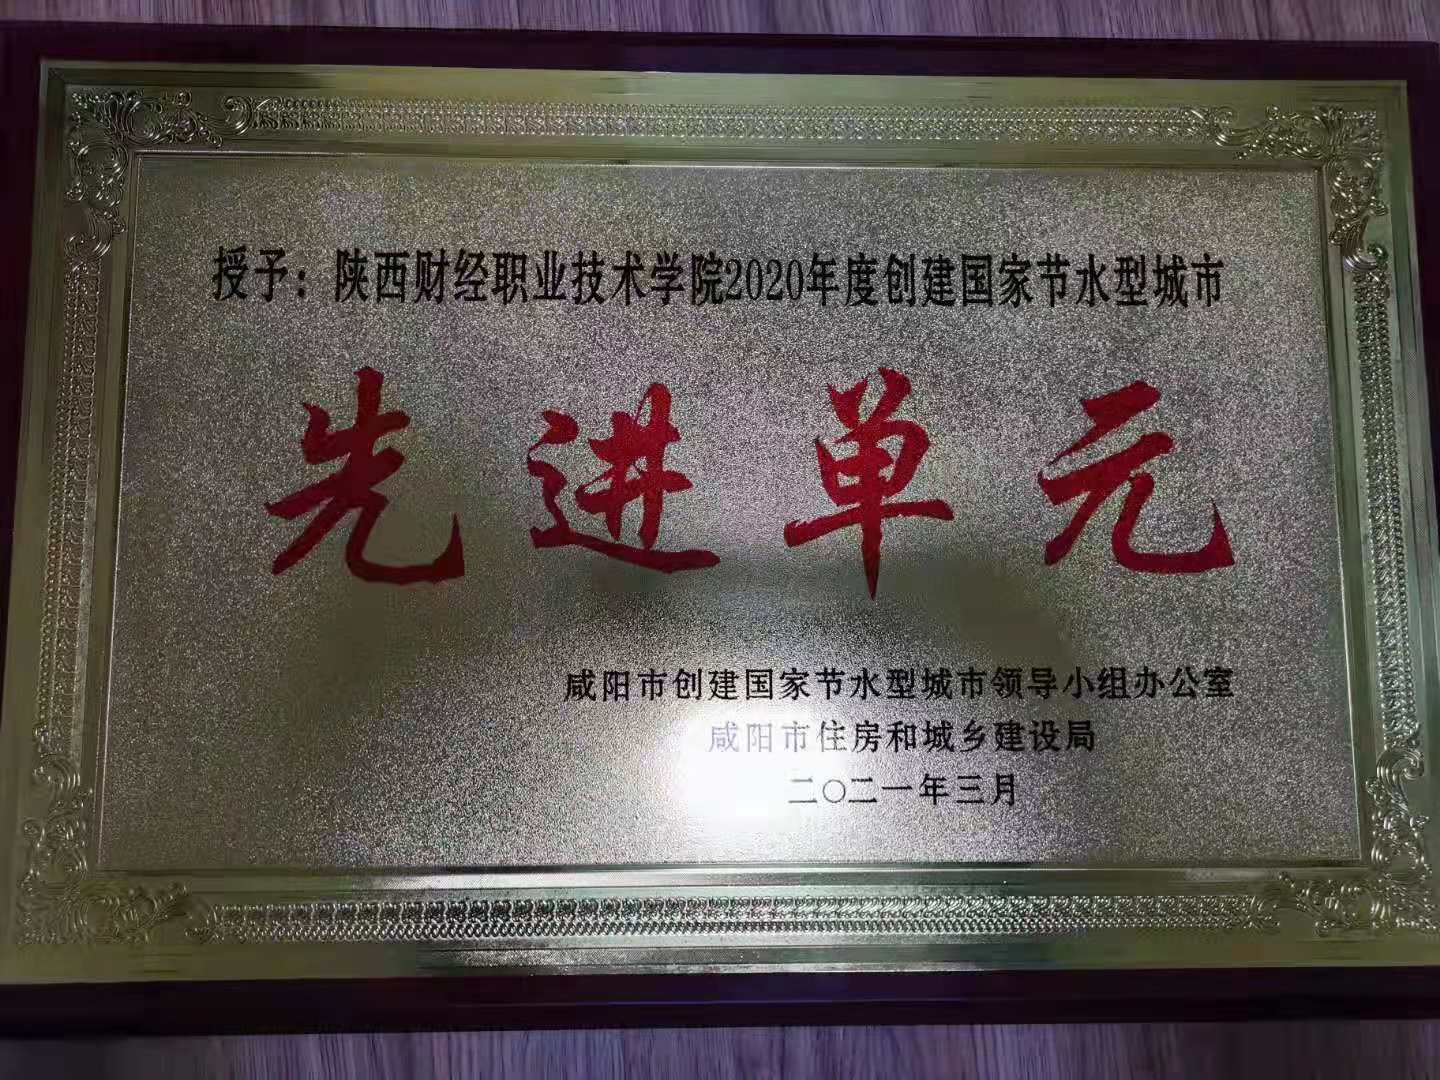 授予：陕西财经职业技术学院2020年度创建国家节水型城市
先进单元
咸阳市创建国家节水型城市领导小组办公室
咸阳市住房和城乡建设局
二〇二一年三月